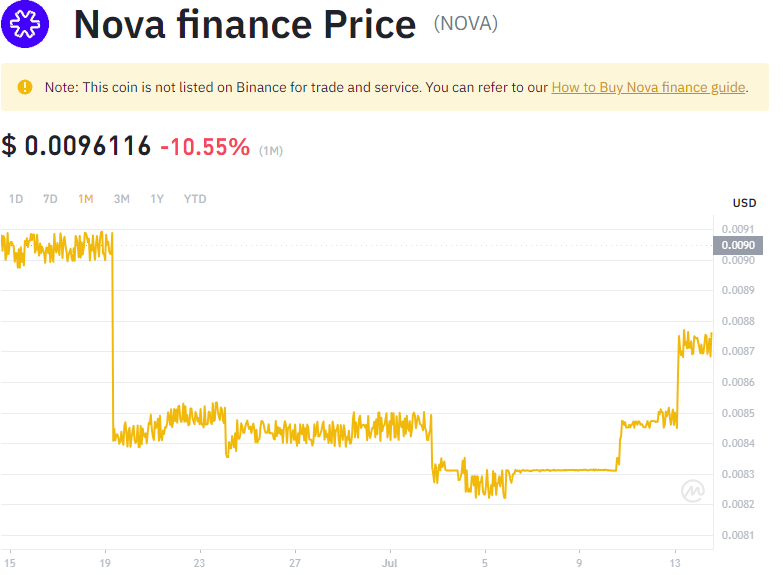 Nova finance Price (NOVA)
Note: This coin is not listed on Binance for trade and service. You can refer to our How to Buy Nova finance guide.
$ 0.0096116 -10.55% (1M)
1D 7D 1M 3M 1Y YTD
USD
0.0091
0.0090
0.0090
0.0089
0.0088
0.0087
0.0086
0.0085
0.0084
0.0083
0.0082
0.0081
15 19 23 27 Jul 5 9 13